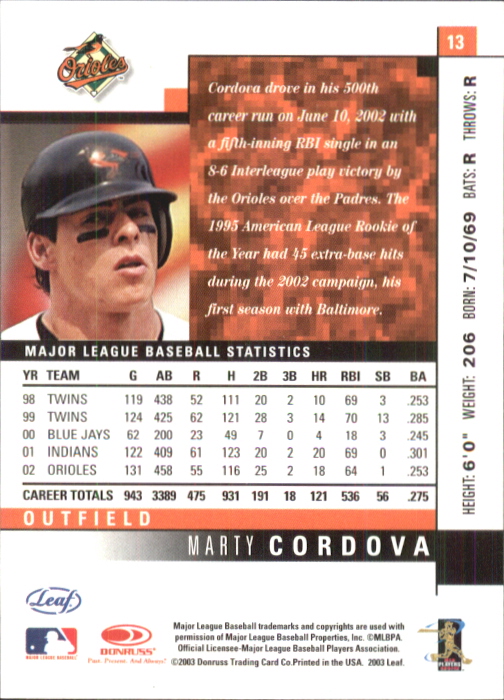 13
Orioles
Cordova drove in his 500th
career run on June 10, 2002 with
a fifth-inning RBI single in an
8-6 Interleague play victory by
the Orioles over the Padres. The
1995 American League Rookie of
the Year had 45 extra-base hits
during the 2002 campaign, his
first season with Baltimore.
HEIGHT: 6'0" WEIGHT: 206 BORN: 7/10/69 BATS: R THROWS: R
MAJOR LEAGUE BASEBALL STATISTICS
YR TEAM G AB R H 2B 3B HR RBI SB BA
98 TWINS 119 438 52 111 20 2 10 69 3 .253
99 TWINS 124 425 62 121 28 3 14 70 13 .285
00 BLUE JAYS 62 200 23 49 7 0 4 18 3 .245
01 INDIANS 122 409 61 123 20 2 20 69 0 .301
02 ORIOLES 131 458 55 116 25 2 18 64 1 .253
CAREER TOTALS 943 3389 475 931 191 18 121 536 56 .275
OUTFIELD
MARTY CORDOVA
Leaf
MAJOR LEAGUE BASEBALL
DONRUSS
Past, Present, And Always!
Major League Baseball trademarks and copyrights are used with
permission of Major League Baseball Properties, Inc. ©MLBPA.
Official Licensee-Major League Baseball Players Association.
©2003 Donruss Trading Card Co.Printed in the USA. 2003 Leaf.
PLAYERS